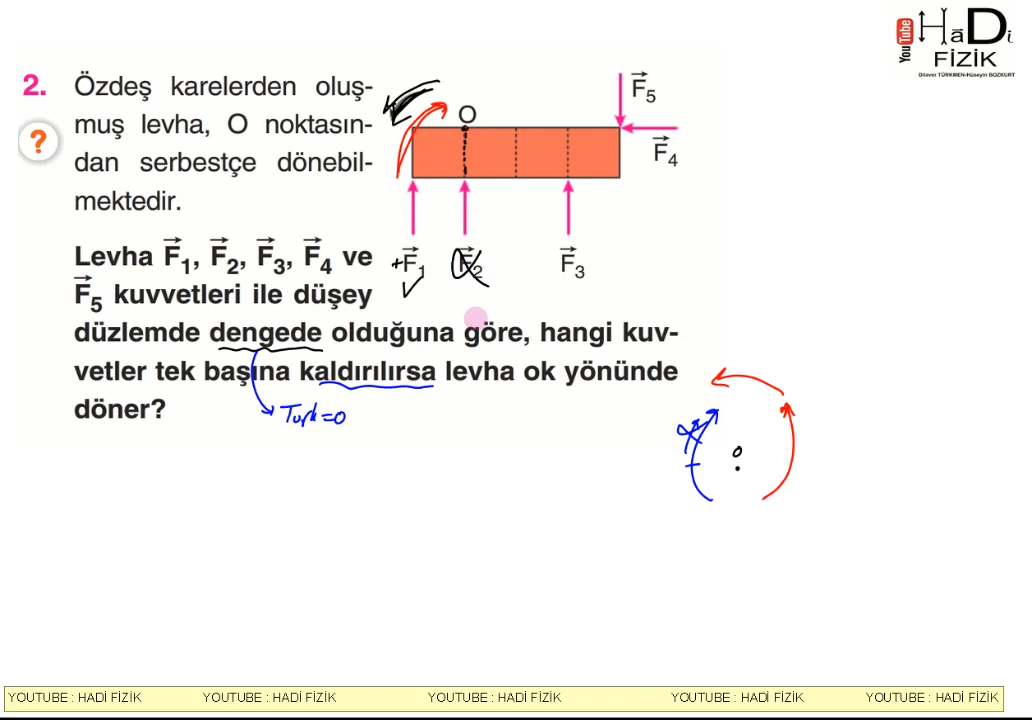 YouTube HaDi
FİZİK
Dilaver TÜRKMEN-Hüseyin BOZKURT
2. Özdeş karelerden oluş-
muş levha, O noktasın-
dan serbestçe dönebil-
mektedir.
?
O
F5
F4
+F1
F2
F3
Levha F1, F2, F3, F4 ve
F5 kuvvetleri ile düşey
düzlemde dengede olduğuna göre, hangi kuv-
vetler tek başına kaldırılırsa levha ok yönünde
döner?
Tork=0
O
+
YOUTUBE : HADİ FİZİK YOUTUBE : HADİ FİZİK YOUTUBE : HADİ FİZİK YOUTUBE : HADİ FİZİK YOUTUBE : HADİ FİZİK